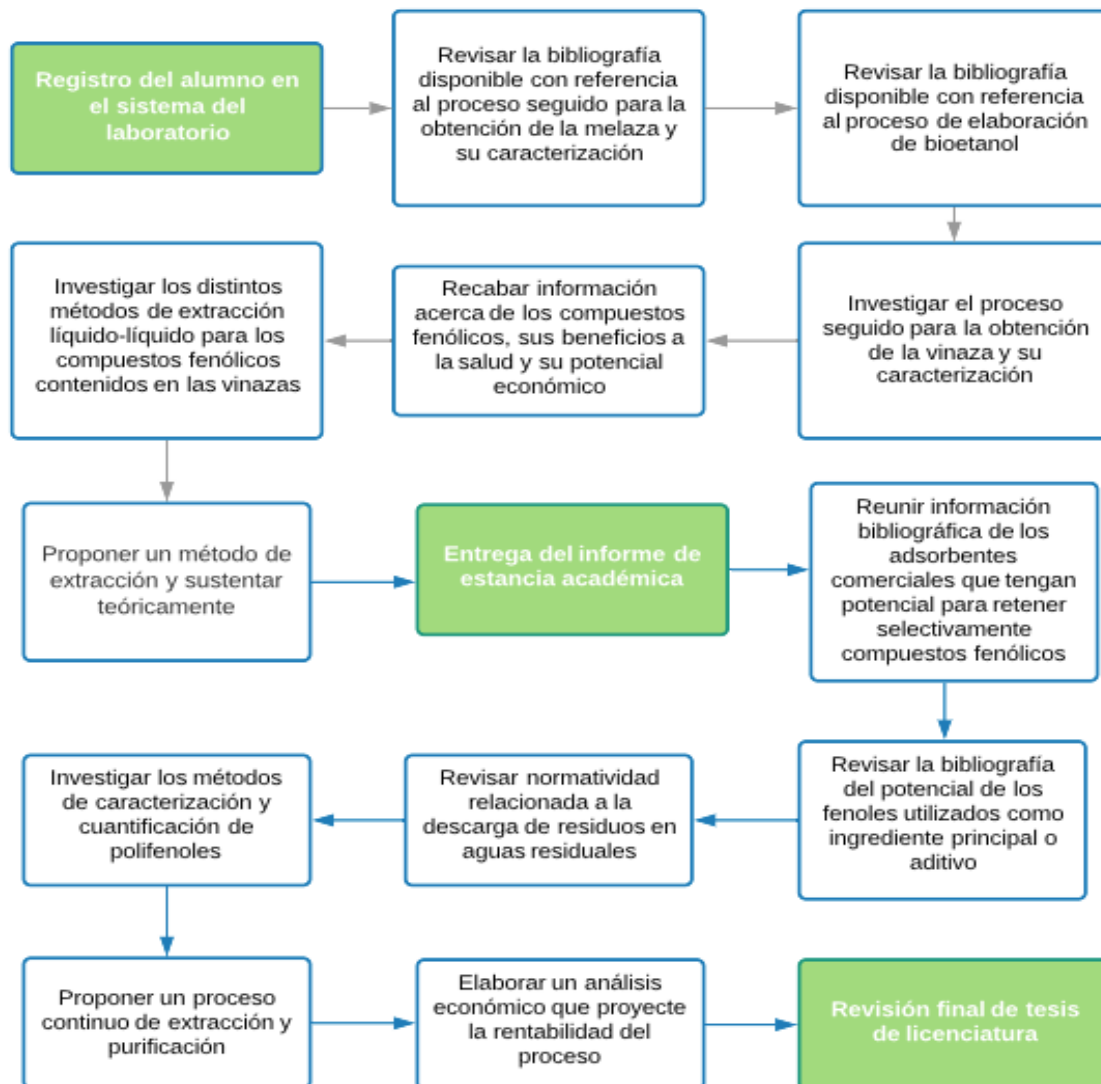 Registro del alumno en
el sistema del
laboratorio
Revisar la bibliografía
disponible con referencia
al proceso seguido para la
obtención de la melaza y
su caracterización
Revisar la bibliografía
disponible con referencia
al proceso de elaboración
de bioetanol
Investigar el proceso
seguido para la obtención
de la vinaza y su
caracterización
Recabar información
acerca de los compuestos
fenólicos, sus beneficios a
la salud y su potencial
económico
Investigar los distintos
métodos de extracción
líquido-líquido para los
compuestos fenólicos
contenidos en las vinazas
Proponer un método de
extracción y sustentar
teóricamente
Entrega del informe de
estancia académica
Reunir información
bibliográfica de los
adsorbentes
comerciales que tengan
potencial para retener
selectivamente
compuestos fenólicos
Revisar la bibliografía
del potencial de los
fenoles utilizados como
ingrediente principal o
aditivo
Revisar normatividad
relacionada a la
descarga de residuos en
aguas residuales
Investigar los métodos
de caracterización y
cuantificación de
polifenoles
Proponer un proceso
continuo de extracción y
purificación
Elaborar un análisis
económico que proyecte
la rentabilidad del
proceso
Revisión final de tesis
de licenciatura